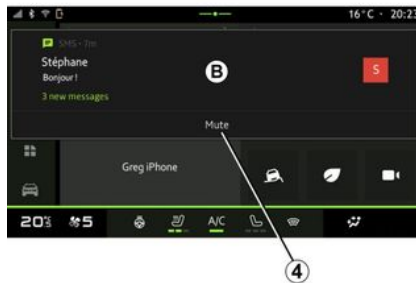 16°C · 20:23
SMS · 7m
Stéphane
Bonjour !
3 new messages
B
S
Mute
Greg iPhone
20.5
5
A/C
4